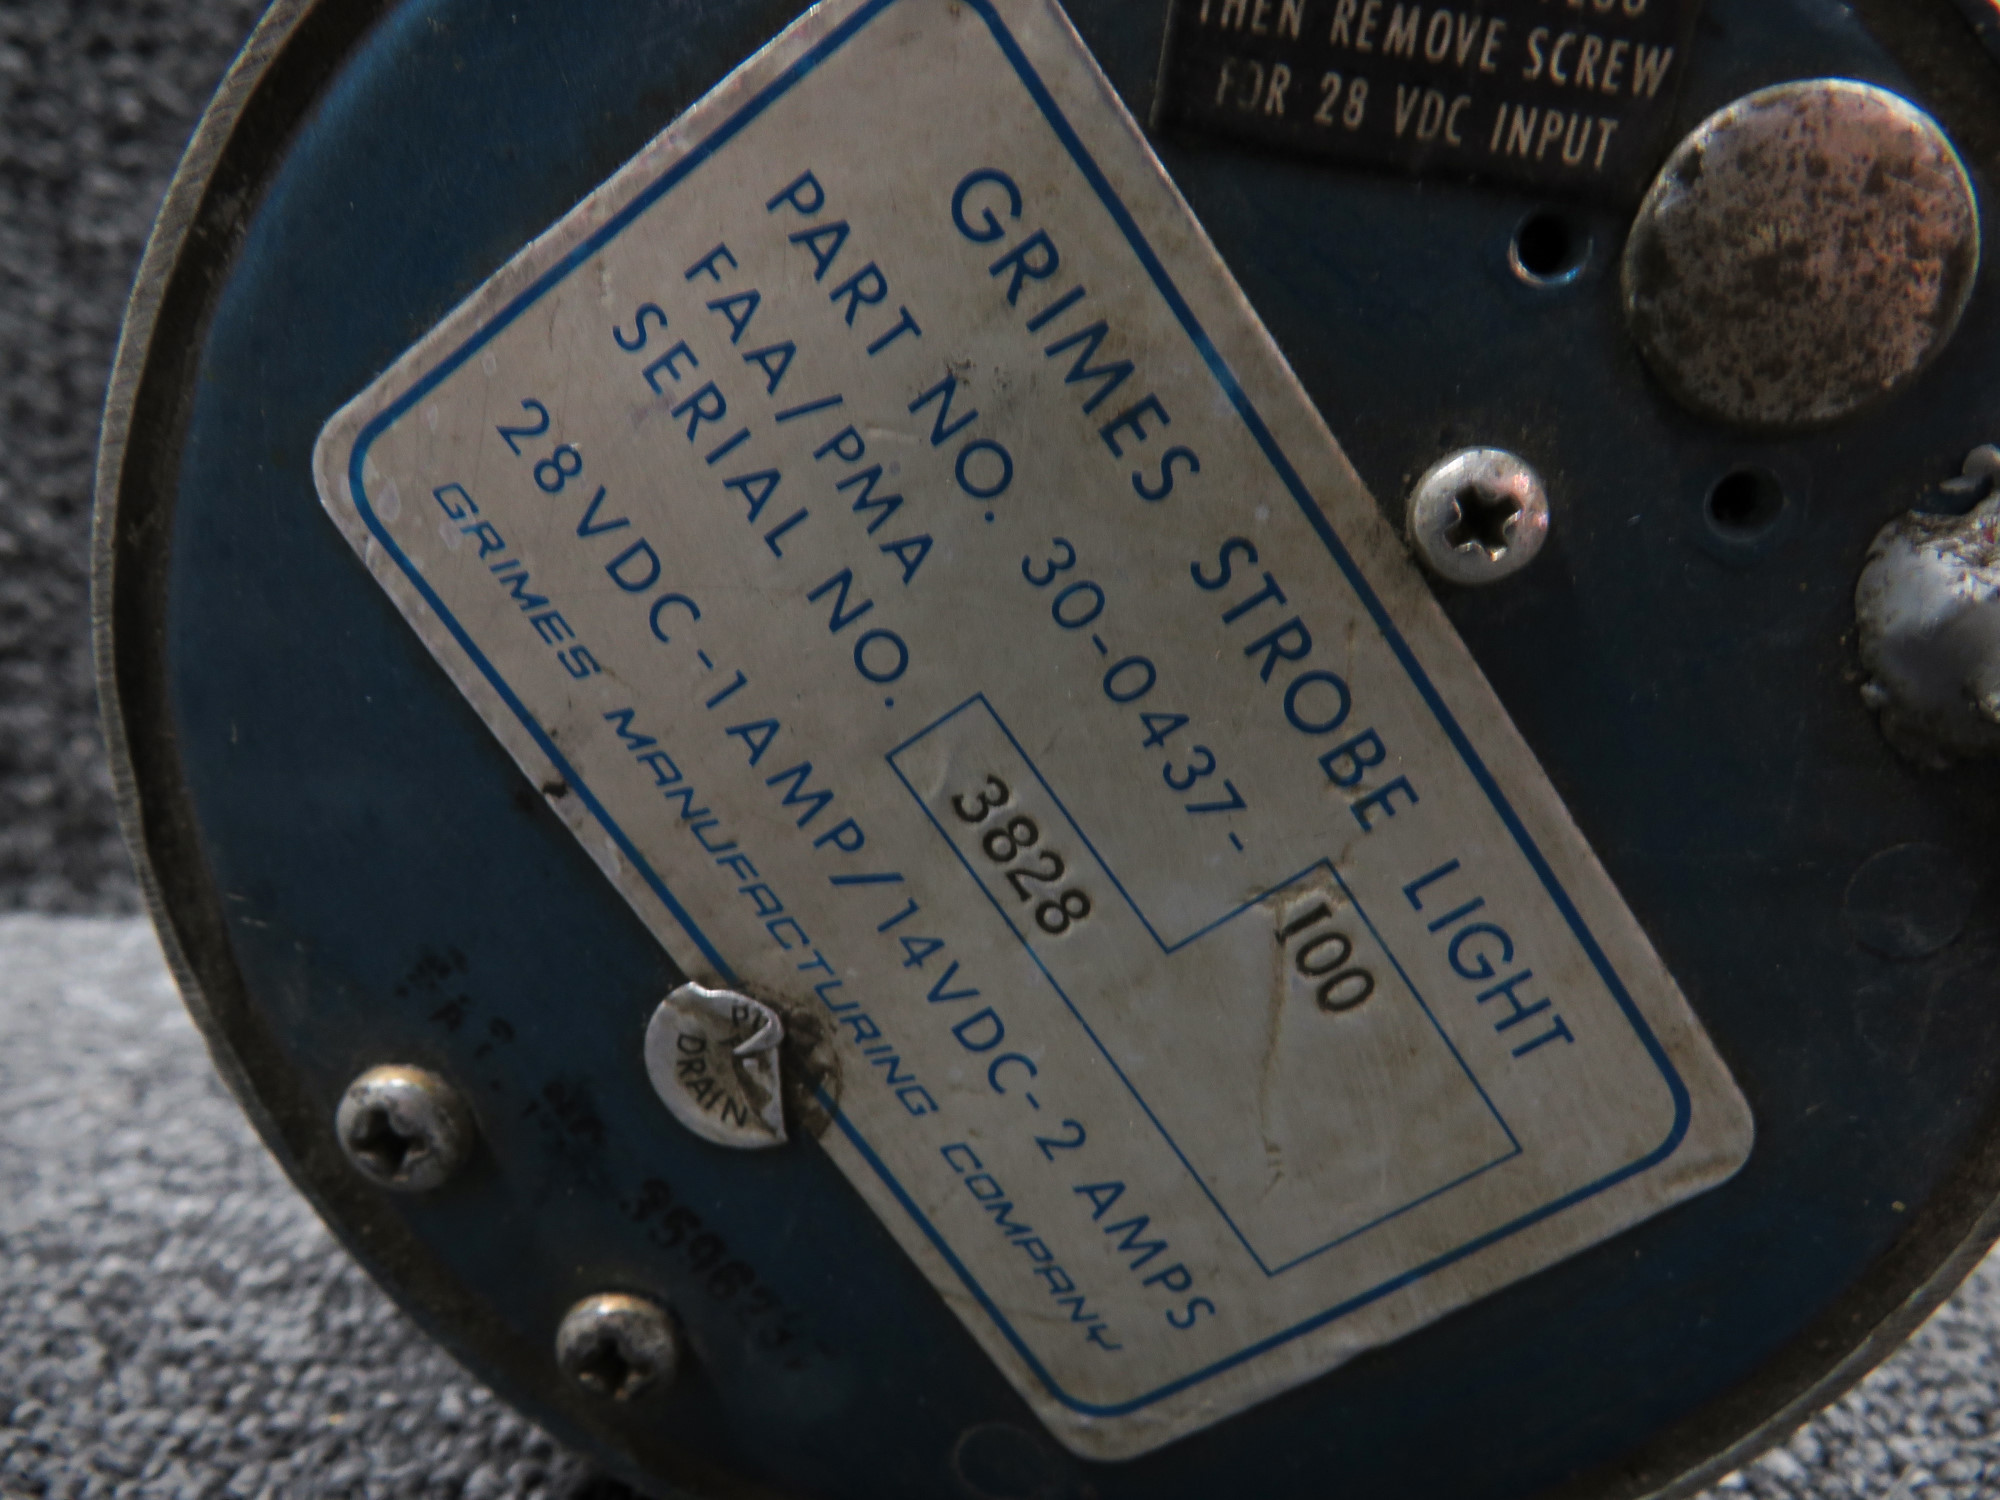 THEN REMOVE SCREW
FOR 28 VDC INPUT
GRIMES STROBE LIGHT
PART NO. 30-0437- 100
FAA/PMA
SERIAL NO. 3828
28VDC-1AMP/14VDC-2 AMPS
GRIMES MANUFACTURING COMPANY
DRAIN